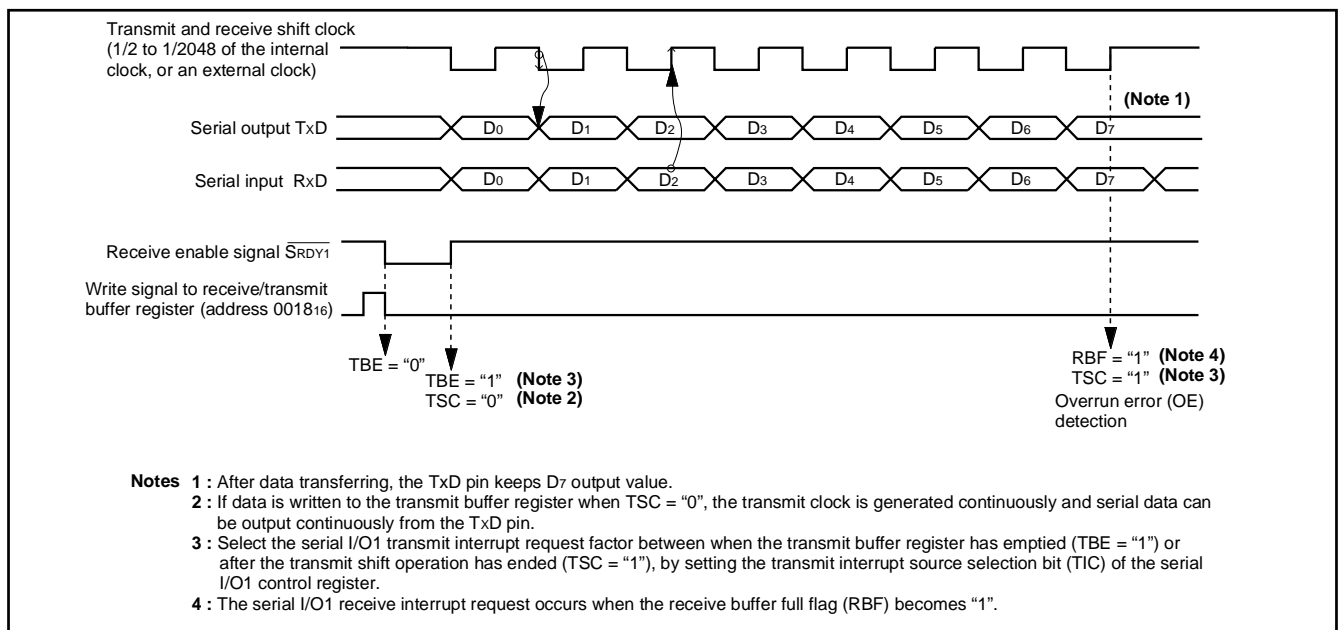 Transmit and receive shift clock
(1/2 to 1/2048 of the internal
clock, or an external clock)
(Note 1)
Serial output TxD D0 D1 D2 D3 D4 D5 D6 D7
Serial input RxD D0 D1 D2 D3 D4 D5 D6 D7
Receive enable signal SRDY1
Write signal to receive/transmit
buffer register (address 001816)
TBE = “0”
TBE = “1” (Note 3)
TSC = “0” (Note 2)
RBF = “1” (Note 4)
TSC = “1” (Note 3)
Overrun error (OE)
detection
Notes 1 : After data transferring, the TxD pin keeps D7 output value.
2 : If data is written to the transmit buffer register when TSC = “0”, the transmit clock is generated continuously and serial data can
be output continuously from the TxD pin.
3 : Select the serial I/O1 transmit interrupt request factor between when the transmit buffer register has emptied (TBE = “1”) or
after the transmit shift operation has ended (TSC = “1”), by setting the transmit interrupt source selection bit (TIC) of the serial
I/O1 control register.
4 : The serial I/O1 receive interrupt request occurs when the receive buffer full flag (RBF) becomes “1”.